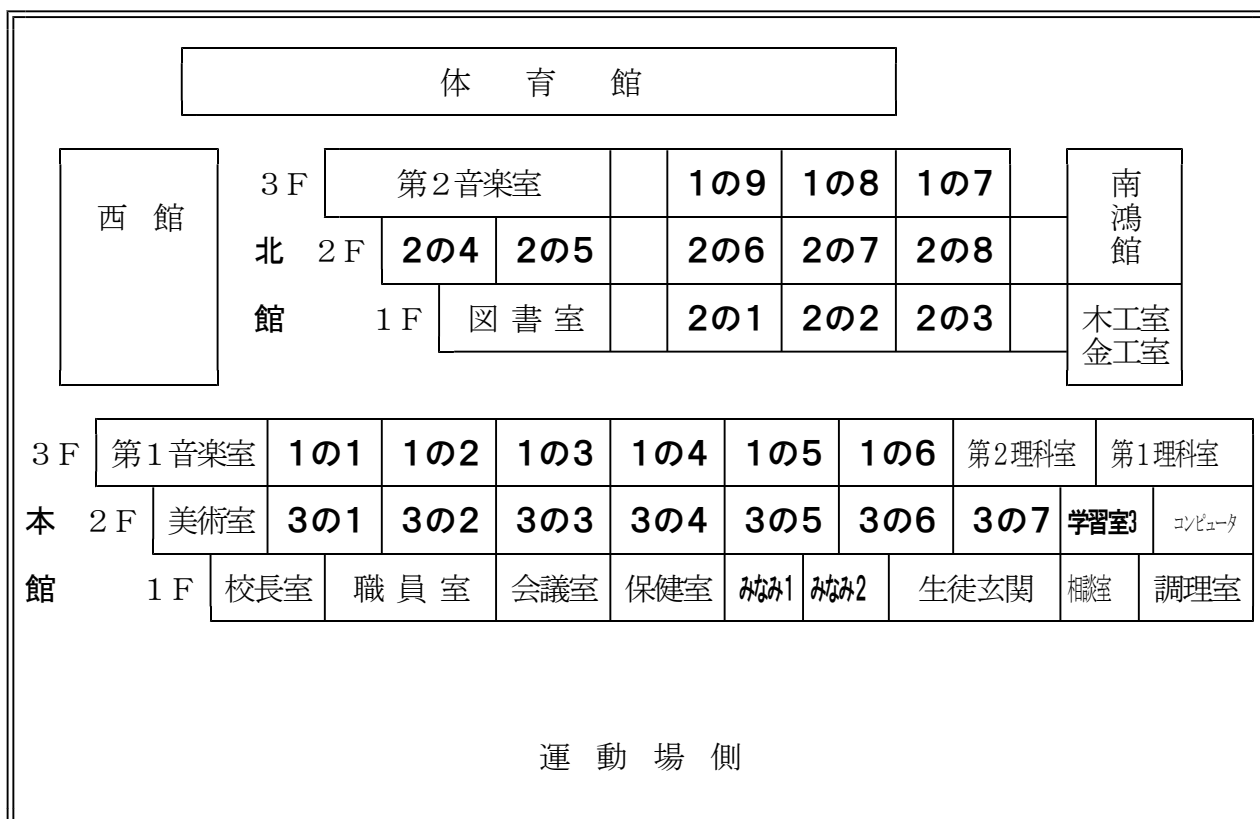 体 育 館
西 館
３Ｆ 第２音楽室 1の9 1の8 1の7
北 ２Ｆ 2の4 2の5 2の6 2の7 2の8
館 １Ｆ 図 書 室 2の1 2の2 2の3
南鴻館
木工室
金工室
３Ｆ 第１音楽室 1の1 1の2 1の3 1の4 1の5 1の6 第２理科室 第１理科室
本 ２Ｆ 美術室 3の1 3の2 3の3 3の4 3の5 3の6 3の7 学習室3 コンピュータ
館 １Ｆ 校長室 職 員 室 会議室 保健室 みなみ1 みなみ2 生徒玄関 相談室 調理室
運 動 場 側